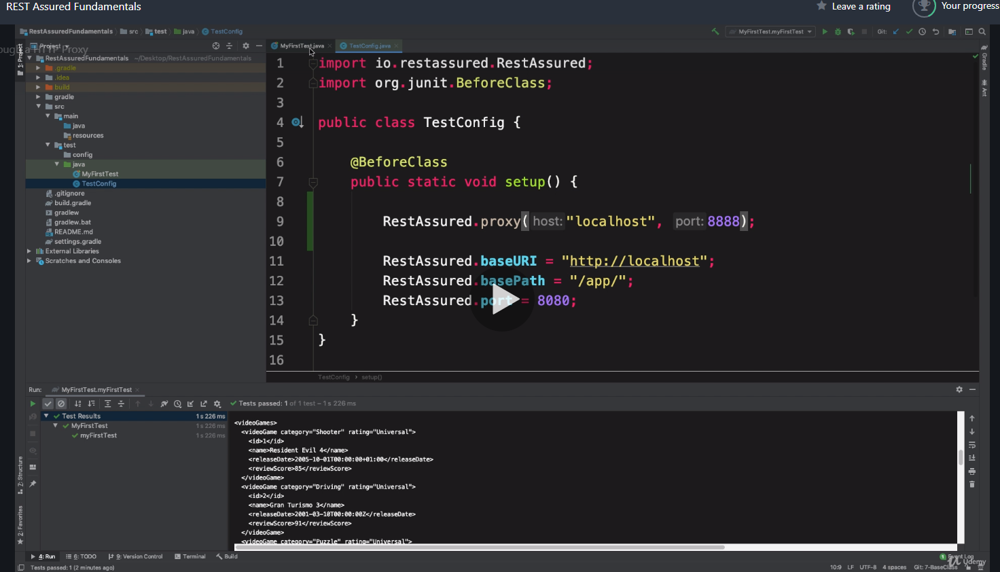 REST Assured Fundamentals
Leave a rating
Your progress
RestAssuredFundamentals
src
test
java
TestConfig
MyFirstTest.myFirstTest
Git:
ough a HTTP Proxy
1: Project
Project
MyFirstTest.java
TestConfig.java
RestAssuredFundamentals ~/Desktop/RestAssuredFundamentals
.gradle
.idea
build
gradle
src
main
java
resources
test
config
java
MyFirstTest
TestConfig
.gitignore
build.gradle
gradlew
gradlew.bat
README.md
settings.gradle
External Libraries
Scratches and Consoles
Gradle
Ant
1 import io.restassured.RestAssured;
2 import org.junit.BeforeClass;
3
4 public class TestConfig {
5
6 @BeforeClass
7 public static void setup() {
8
9 RestAssured.proxy( host: "localhost", port: 8888);
10
11 RestAssured.baseURI = "http://localhost";
12 RestAssured.basePath = "/app/";
13 RestAssured.port = 8080;
14 }
15 }
16
TestConfig › setup()
Run: MyFirstTest.myFirstTest
Tests passed: 1 of 1 test – 1 s 226 ms
Test Results 1 s 226 ms
MyFirstTest 1 s 226 ms
myFirstTest 1 s 226 ms
<videoGames>
<videoGame category="Shooter" rating="Universal">
<id>1</id>
<name>Resident Evil 4</name>
<releaseDate>2005-10-01T00:00:00+01:00</releaseDate>
<reviewScore>85</reviewScore>
</videoGame>
<videoGame category="Driving" rating="Universal">
<id>2</id>
<name>Gran Turismo 3</name>
<releaseDate>2001-03-10T00:00:00Z</releaseDate>
<reviewScore>91</reviewScore>
</videoGame>
<videoGame category="Puzzle" rating="Universal">
Z: Structure
2: Favorites
4: Run
6: TODO
9: Version Control
Terminal
Build
1 Event Log
Udemy
Tests passed: 1 (2 minutes ago)
10:9 LF UTF-8 4 spaces Git: 7-BaseClass